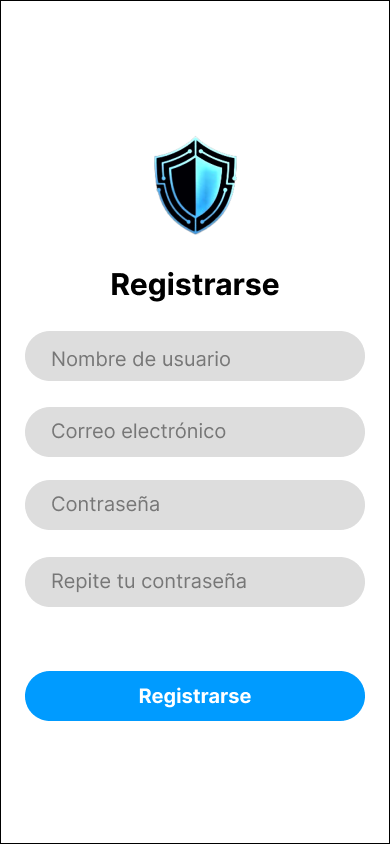 Registrarse
Nombre de usuario
Correo electrónico
Contraseña
Repite tu contraseña
Registrarse